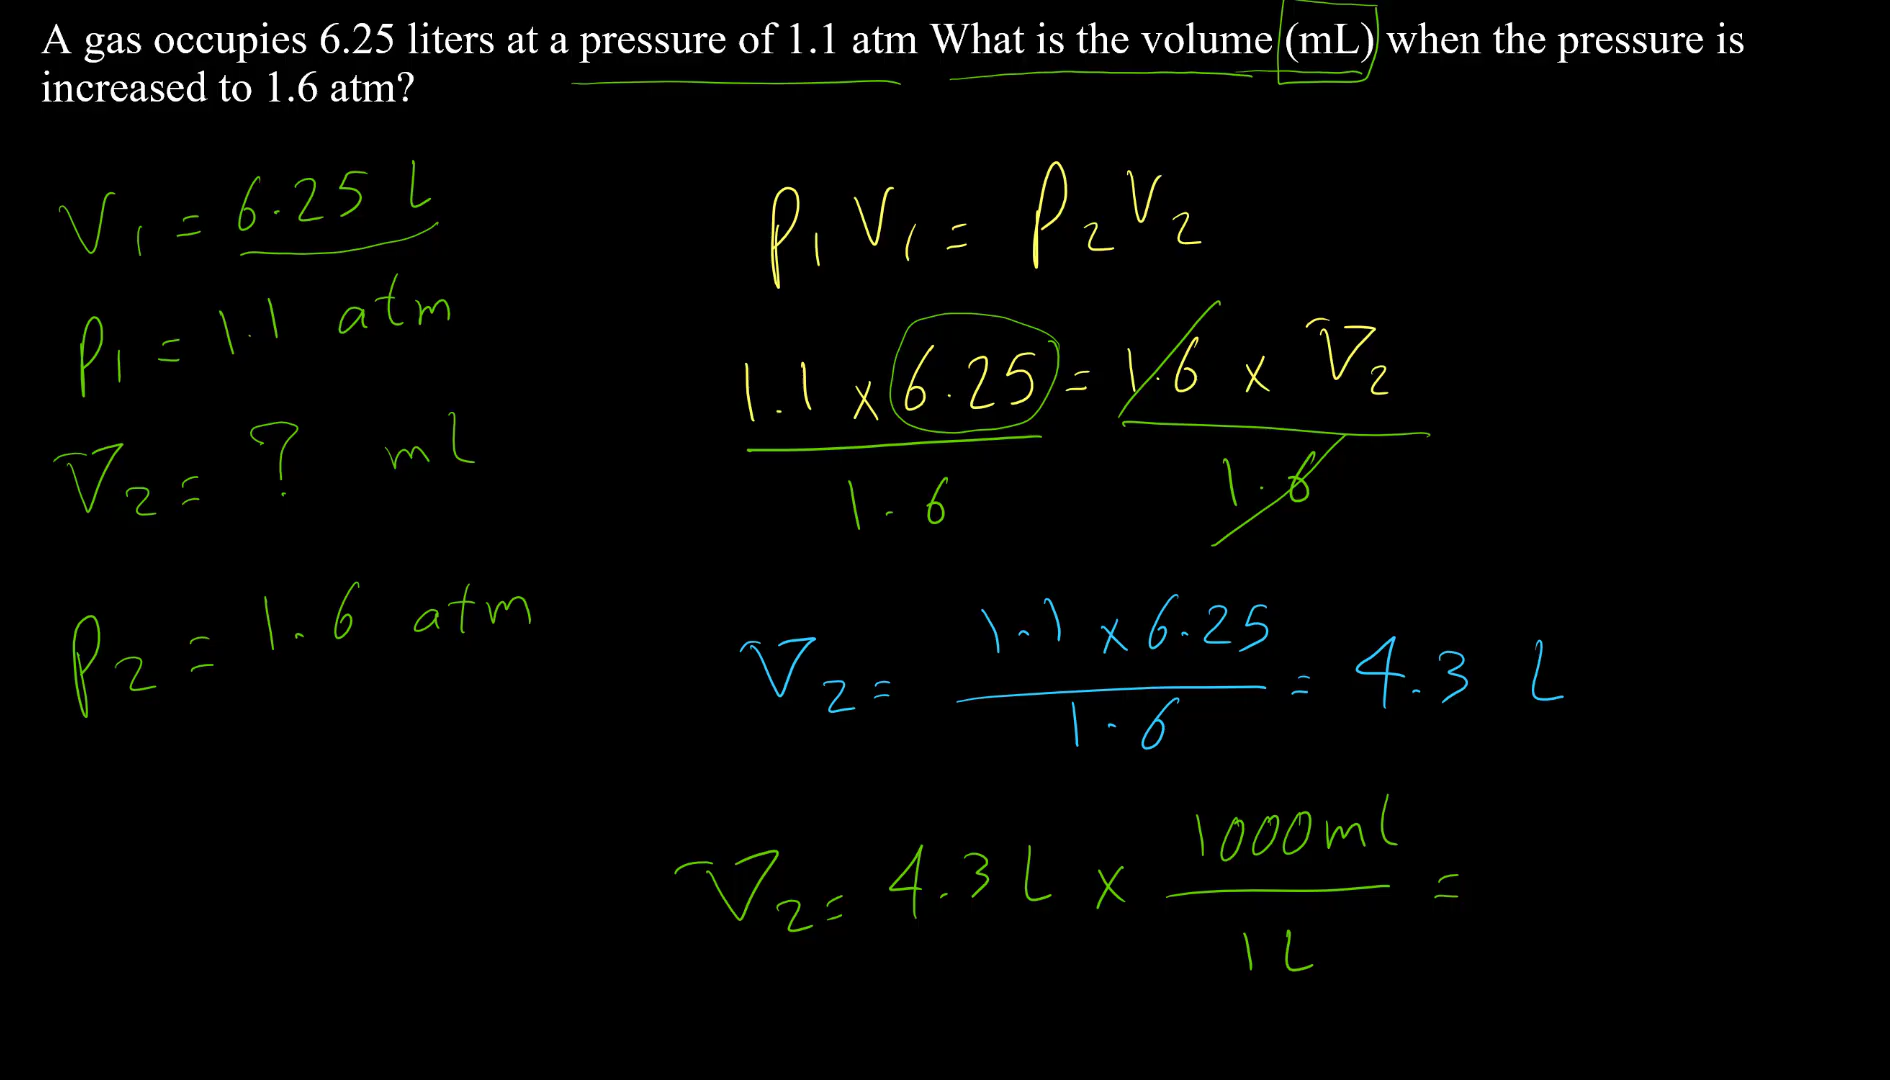 A gas occupies 6.25 liters at a pressure of 1.1 atm What is the volume (mL) when the pressure is
increased to 1.6 atm?
V1 = 6.25 L
P1 = 1.1 atm
V2 = ? ml
P2 = 1.6 atm
P1 V1 = P2 V2
1.1 x 6.25 = 1.6 x V2
1.6 1.6
1.1 x 6.25
V2 = = 4.3 L
1.6
1000ml
V2 = 4.3 L x =
1L